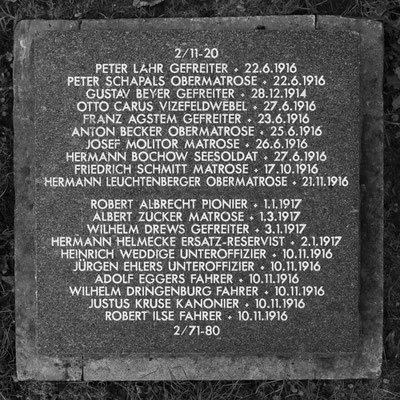 2/11-20
PETER LAHR GEFREITER + 22.6.1916
PETER SCHAPALS OBERMATROSE + 22.6.1916
GUSTAV BEYER GEFREITER + 28.12.1914
OTTO CARUS VIZEFELDWEBEL + 27.6.1916
FRANZ AGSTEM GEFREITER + 23.6.1916
ANTON BECKER OBERMATROSE + 25.6.1916
JOSEF MOLITOR MATROSE + 26.6.1916
HERMANN BOCHOW SEESOLDAT + 27.6.1916
FRIEDRICH SCHMITT MATROSE + 17.10.1916
HERMANN LEUCHTENBERGER OBERMATROSE + 21.11.1916
ROBERT ALBRECHT PIONIER + 1.1.1917
ALBERT ZUCKER MATROSE + 1.3.1917
WILHELM DREWS GEFREITER + 3.1.1917
HERMANN HELMECKE ERSATZ-RESERVIST + 2.1.1917
HEINRICH WEDDIGE UNTEROFFIZIER + 10.11.1916
JÜRGEN EHLERS UNTEROFFIZIER + 10.11.1916
ADOLF EGGERS FAHRER + 10.11.1916
WILHELM DRINGENBURG FAHRER + 10.11.1916
JUSTUS KRUSE KANONIER + 10.11.1916
ROBERT ILSE FAHRER + 10.11.1916
2/71-80